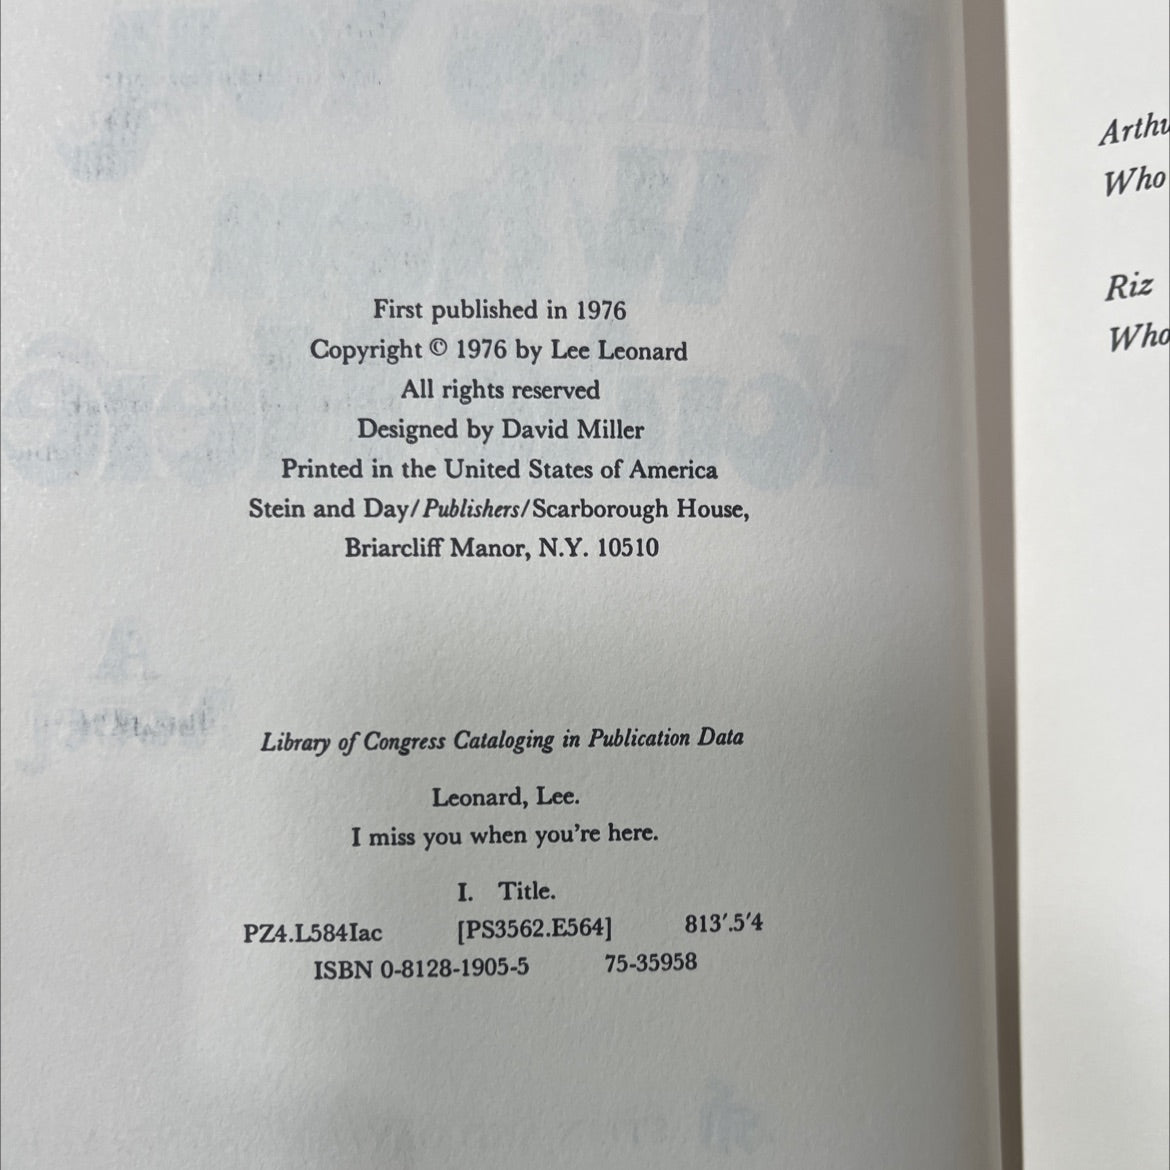 First published in 1976
Copyright © 1976 by Lee Leonard
All rights reserved
Designed by David Miller
Printed in the United States of America
Stein and Day/Publishers/Scarborough House,
Briarcliff Manor, N.Y. 10510
Library of Congress Cataloging in Publication Data
Leonard, Lee.
I miss you when you're here.
I. Title.
PZ4.L584Iac [PS3562.E564] 813'.5'4
ISBN 0-8128-1905-5 75-35958
Who
Riz
Who